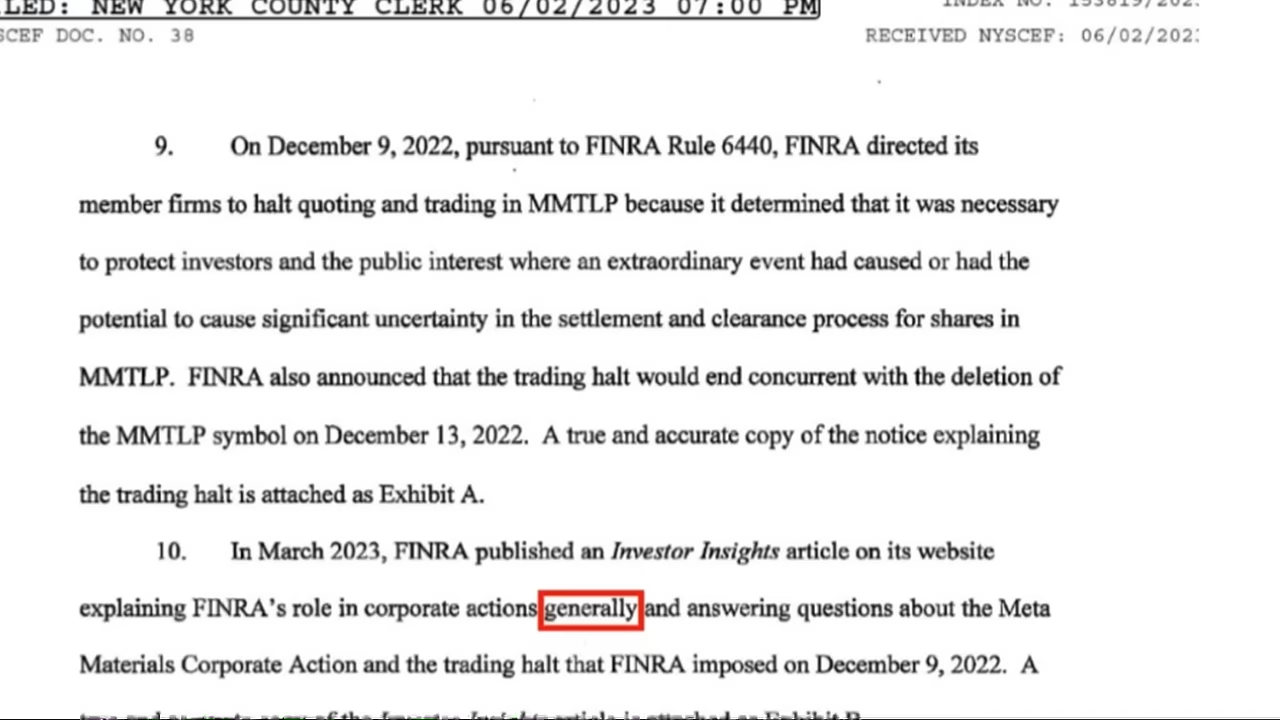 LED: NEW YORK COUNTY CLERK 06/02/2023 07:00 PM
INDEX NO.
SCEF DOC. NO. 38
RECEIVED NYSCEF: 06/02/202
9. On December 9, 2022, pursuant to FINRA Rule 6440, FINRA directed its
member firms to halt quoting and trading in MMTLP because it determined that it was necessary
to protect investors and the public interest where an extraordinary event had caused or had the
potential to cause significant uncertainty in the settlement and clearance process for shares in
MMTLP. FINRA also announced that the trading halt would end concurrent with the deletion of
the MMTLP symbol on December 13, 2022. A true and accurate copy of the notice explaining
the trading halt is attached as Exhibit A.
10. In March 2023, FINRA published an Investor Insights article on its website
explaining FINRA's role in corporate actions generally and answering questions about the Meta
Materials Corporate Action and the trading halt that FINRA imposed on December 9, 2022. A